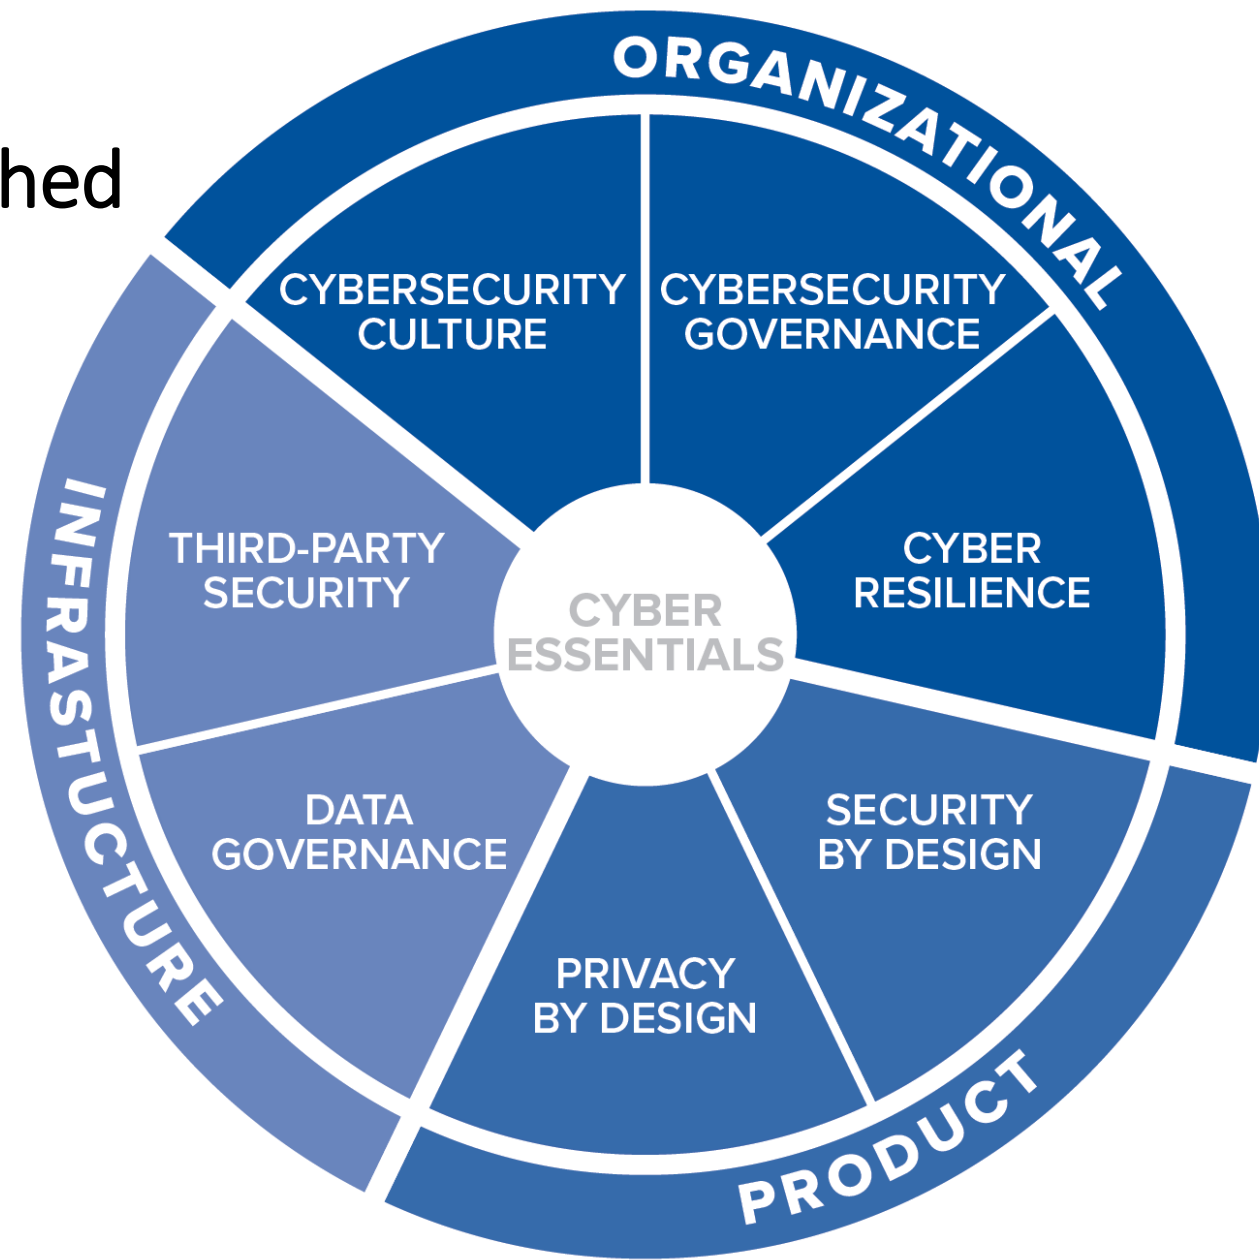 hed
ORGANIZATIONAL
CYBERSECURITY
CULTURE
CYBERSECURITY
GOVERNANCE
THIRD-PARTY
SECURITY
CYBER
RESILIENCE
CYBER
ESSENTIALS
INFRASTUCTURE
DATA
GOVERNANCE
SECURITY
BY DESIGN
PRIVACY
BY DESIGN
PRODUCT